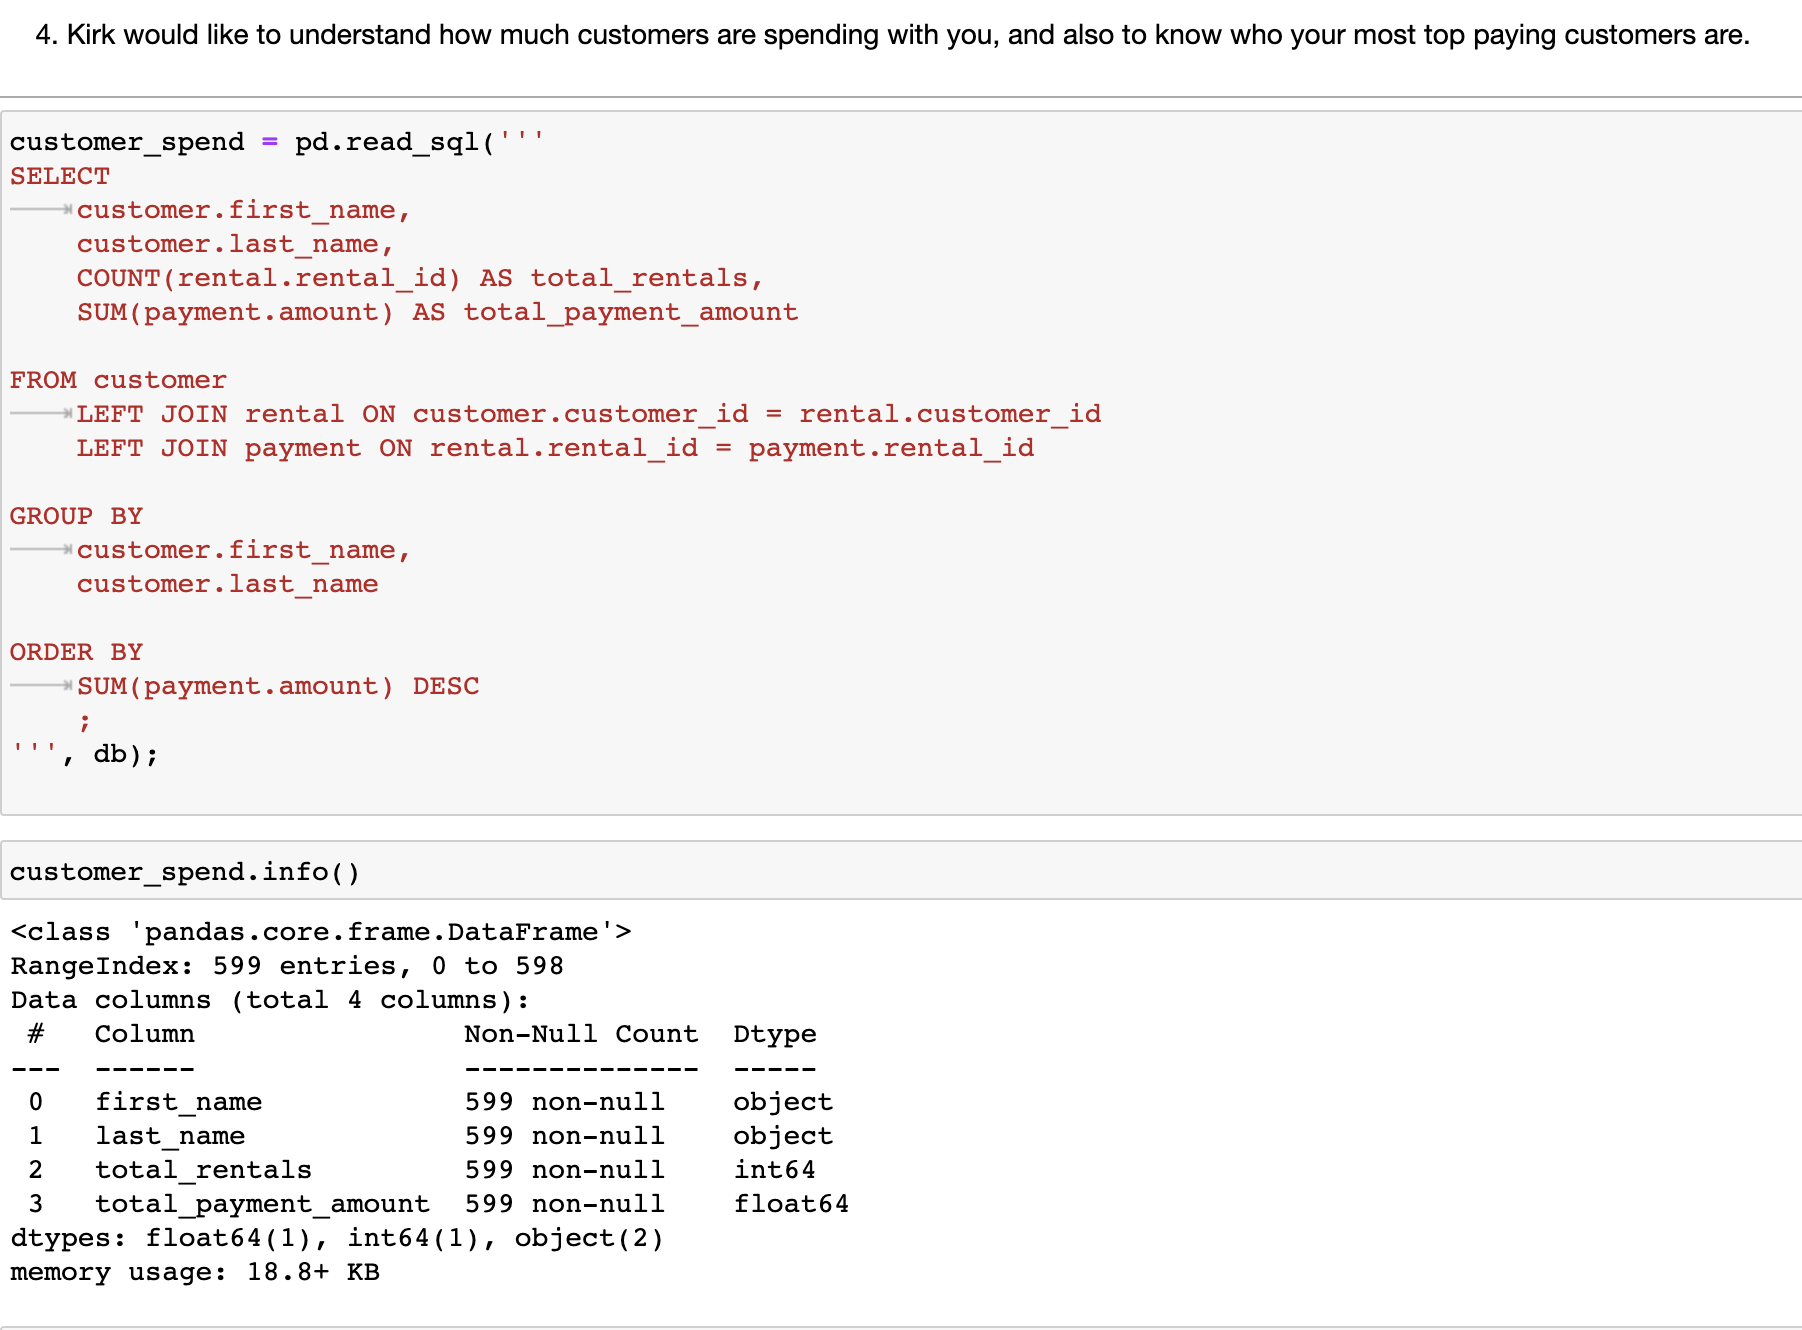 4. Kirk would like to understand how much customers are spending with you, and also to know who your most top paying customers are.
customer_spend = pd.read_sql('''
SELECT
customer.first_name,
customer.last_name,
COUNT(rental.rental_id) AS total_rentals,
SUM(payment.amount) AS total_payment_amount
FROM customer
LEFT JOIN rental ON customer.customer_id = rental.customer_id
LEFT JOIN payment ON rental.rental_id = payment.rental_id
GROUP BY
customer.first_name,
customer.last_name
ORDER BY
SUM(payment.amount) DESC
;
''', db);
customer_spend.info()
<class 'pandas.core.frame.DataFrame'>
RangeIndex: 599 entries, 0 to 598
Data columns (total 4 columns):
# Column Non-Null Count Dtype
--- ------ -------------- -----
0 first_name 599 non-null object
1 last_name 599 non-null object
2 total_rentals 599 non-null int64
3 total_payment_amount 599 non-null float64
dtypes: float64(1), int64(1), object(2)
memory usage: 18.8+ KB